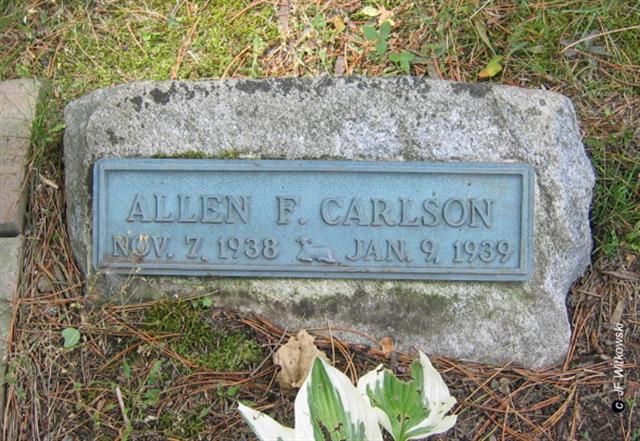 ALLEN F. CARLSON
NOV. 7, 1938 JAN. 9, 1939
© JF Witkowski